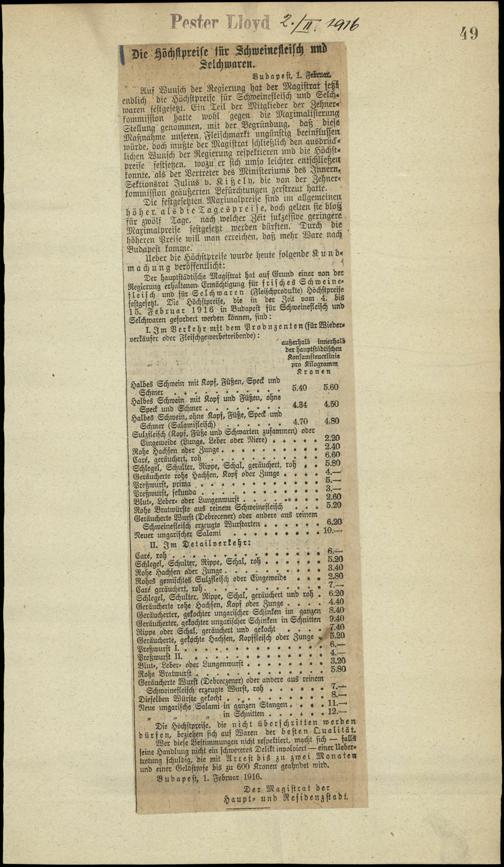 Pester Lloyd 2./II. 1916
49
Die Höchstpreise für Schweinefleisch und
Selchwaren.
Budapest, 1. Februar.
Auf Wunsch der Regierung hat der Magistrat jetzt
endlich die Höchstpreise für Schweinefleisch und Selch-
waren festgesetzt. Ein Teil der Mitglieder der Zehner-
kommission hatte wohl gegen die Maximalisierung
Stellung genommen, mit der Begründung, daß diese
Maßnahme unseren Fleischmarkt ungünstig beeinflussen
würde, doch mußte der Magistrat schließlich den ausdrück-
lichen Wunsch der Regierung respektieren und die Höchst-
preise festsetzen, wozu er sich umso leichter entschließen
konnte, als der Vertreter des Ministeriums des Innern,
Sektionsrat Julius v. Kißely, die von der Zehner-
kommission geäußerten Befürchtungen zerstreut hatte.
Die festgesetzten Maximalpreise sind im allgemeinen
höher als die Tagespreise, doch gelten sie bloß
für zwölf Tage, nach welcher Zeit sukzessive geringere
Maximalpreise festgesetzt werden dürften. Durch die
höheren Preise will man erreichen, daß mehr Ware nach
Budapest komme.
Ueber die Höchstpreise wurde heute folgende Kund-
machung veröffentlicht:
Der hauptstädtische Magistrat hat auf Grund einer von der
Regierung erhaltenen Ermächtigung für frisches Schweine-
fleisch und für Selchwaren (Fleischprodukte) Höchstpreise
festgesetzt. Die Höchstpreise, die in der Zeit vom 4. bis
15. Februar 1916 in Budapest für Schweinefleisch und
Selchwaren gefordert werden können, sind:
I. Im Verkehr mit dem Produzenten (für Wieder-
verkäufer oder Fleischgewerbetreibende):
außerhalb innerhalb
der hauptstädtischen
Konsumsteuerlinie
pro Kilogramm
Kronen
Halbes Schwein mit Kopf, Füßen, Speck und
Schmer . . . . . . . . 5.40 5.60
Halbes Schwein mit Kopf und Füßen, ohne
Speck und Schmer . . . . . . 4.34 4.50
Halbes Schwein, ohne Kopf, Füße, Speck und
Schmer (Salamifleisch) . . . . . 4.70 4.80
Sulzfleisch (Kopf, Füße und Schwarten zusammen) oder
Eingeweide (Lunge, Leber oder Niere) . . . . 2.20
Rohe Hachsen oder Zunge . . . . . . 2.40
Caré, geräuchert, roh . . . . . . 6.60
Schlegel, Schulter, Rippe, Schal, geräuchert, roh . 5.80
Geräucherte rohe Hachsen, Kopf oder Zunge . . . 4.—
Preßwurst, prima . . . . . . . 5.—
Preßwurst, sekunda . . . . . . . 3.—
Blut-, Leber- oder Lungenwurst . . . . . 2.60
Rohe Bratwürste aus reinem Schweinefleisch . . . 5.20
Geräucherte Wurst (Debrecener) oder andere aus reinem
Schweinefleisch erzeugte Wurstarten . . . . 6.20
Neuer ungarischer Salami . . . . . . 10.—
II. Im Detailverkehr:
Caré, roh . . . . . . . . 6.—
Schlegel, Schulter, Rippe, Schal, roh . . . . 5.20
Rohe Hachsen oder Zunge . . . . . . 3.40
Rohes gemischtes Sulzfleisch oder Eingeweide . . . 2.80
Caré geräuchert, roh . . . . . . 7.—
Schlegel, Schulter, Rippe, Schal, geräuchert und roh . 6.20
Geräucherte rohe Hachsen, Kopf oder Zunge . . . 4.40
Geräucherter, gekochter ungarischer Schinken im ganzen 8.40
Geräucherter, gekochter ungarischer Schinken in Schnitten . 9.40
Rippe oder Schal, geräuchert und gekocht . . . 7.40
Geräucherte, gekochte Hachsen, Kopffleisch oder Zunge . 5.20
Preßwurst I. . . . . . . . 6.—
Preßwurst II. . . . . . . . 4.—
Blut-, Leber- oder Lungenwurst . . . . . 3.20
Rohe Bratwurst . . . . . . . 5.80
Geräucherte Wurst (Debreczener) oder andere aus reinem
Schweinefleisch erzeugte Wurst, roh . . . . 7.—
Dieselben Würste gekocht . . . . . . 8.—
Neue ungarische Salami in ganzen Stangen . . . 11.—
in Schnitten . . . . 12.—
Die Höchstpreise, die nicht überschritten werden
dürfen, beziehen sich auf Waren der besten Qualität.
Wer diese Bestimmungen nicht respektiert, macht sich — falls
seine Handlung nicht ein schwereres Delikt involviert — einer Ueber-
tretung schuldig, die mit Arrest bis zu zwei Monaten
und einer Geldstrafe bis zu 600 Kronen geahndet wird.
Budapest, 1. Februar 1916.
Der Magistrat der
Haupt- und Residenzstadt.